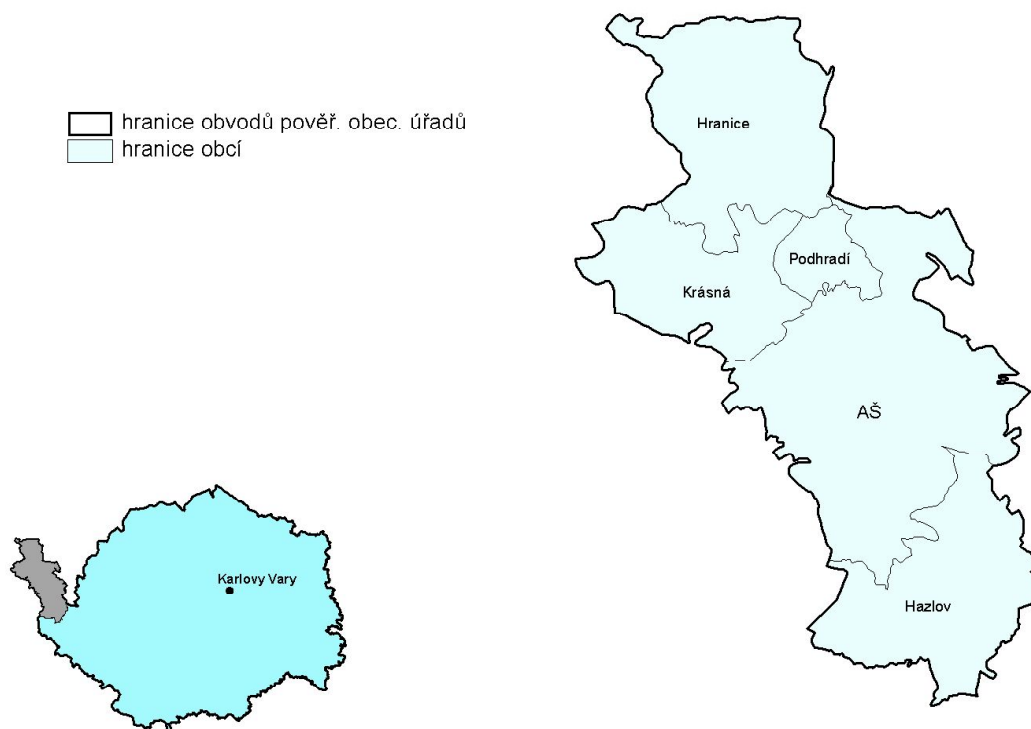 hranice obvodů pověř. obec. úřadů
hranice obcí
Hranice
Podhradí
Krásná
AŠ
Hazlov
Karlovy Vary